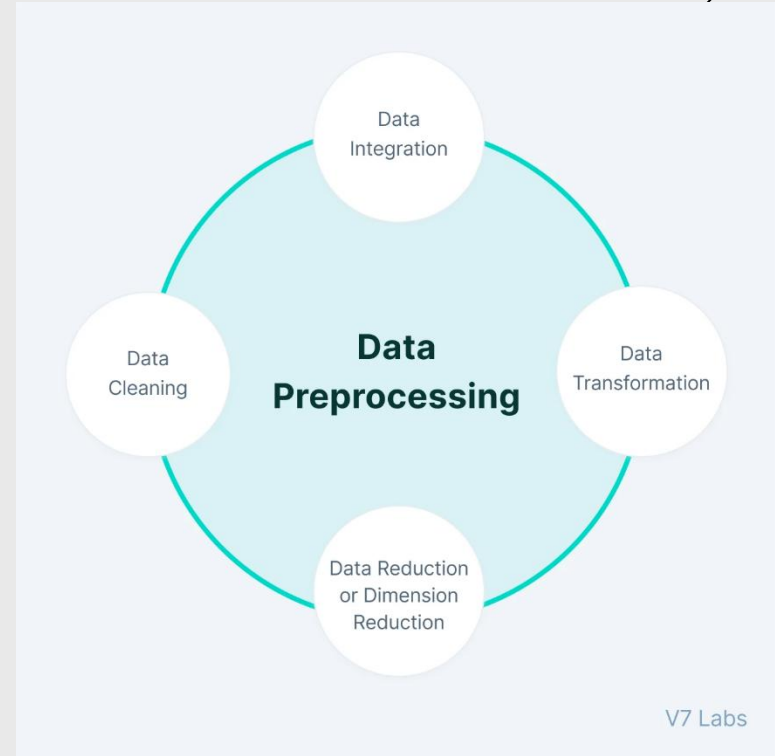 Data
Integration
Data
Cleaning
Data
Preprocessing
Data
Transformation
Data Reduction
or Dimension
Reduction
V7 Labs